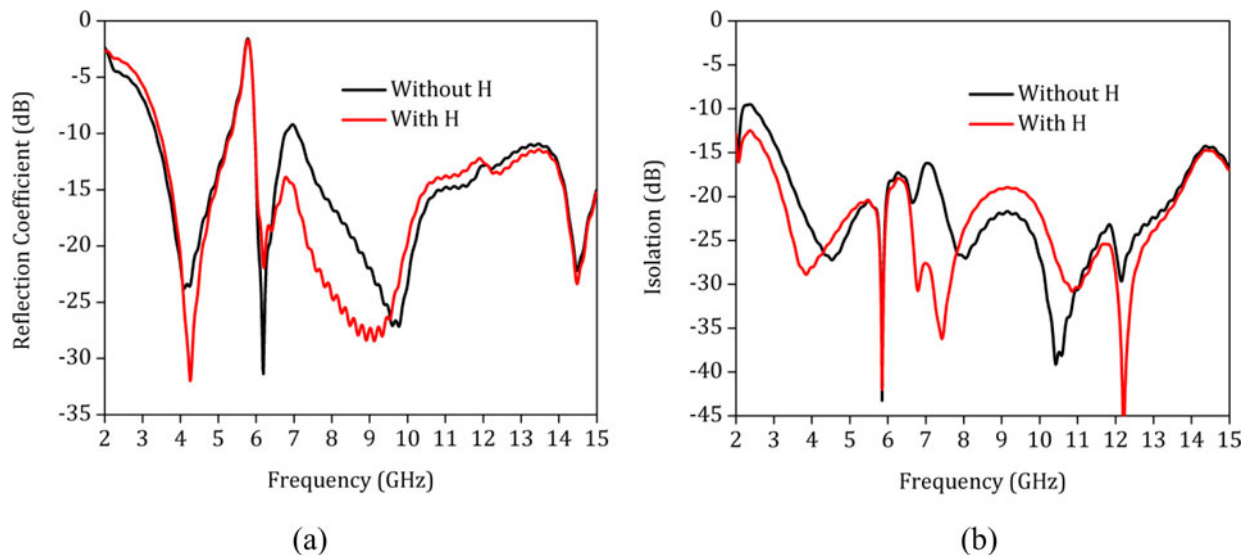 0
-5
-10
-15
-20
-25
-30
-35
Reflection Coefficient (dB)
Without H
With H
2 3 4 5 6 7 8 9 10 11 12 13 14 15
Frequency (GHz)
(a)
0
-5
-10
-15
-20
-25
-30
-35
-40
-45
Isolation (dB)
Without H
With H
2 3 4 5 6 7 8 9 10 11 12 13 14 15
Frequency (GHz)
(b)